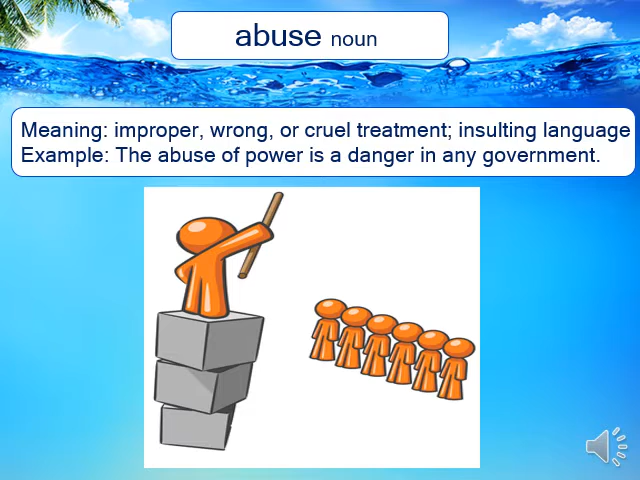 abuse noun
Meaning: improper, wrong, or cruel treatment; insulting language
Example: The abuse of power is a danger in any government.